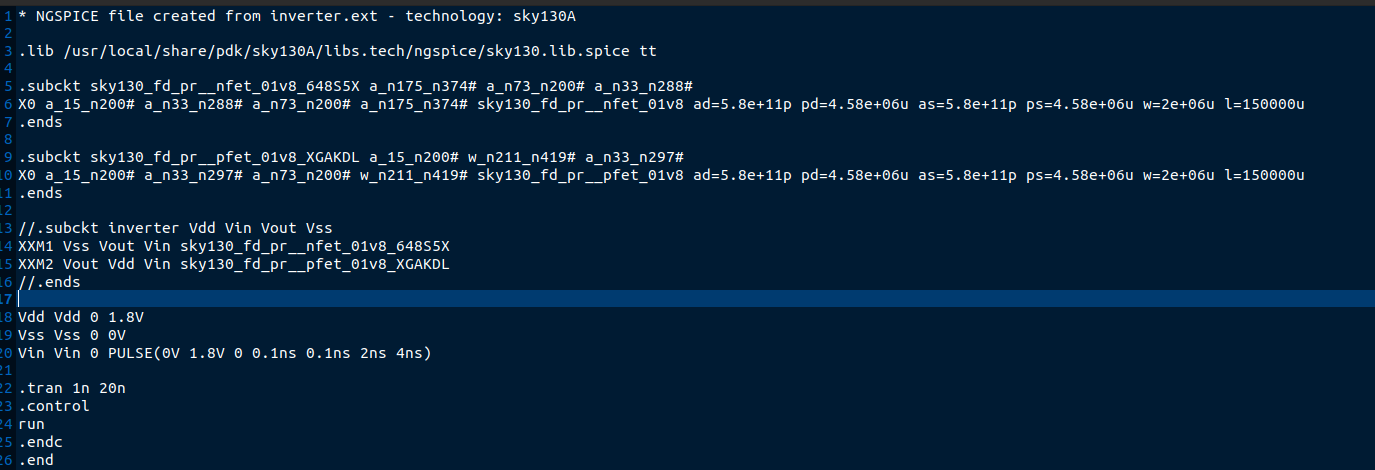 1 * NGSPICE file created from inverter.ext - technology: sky130A
2
3 .lib /usr/local/share/pdk/sky130A/libs.tech/ngspice/sky130.lib.spice tt
4
5 .subckt sky130_fd_pr__nfet_01v8_648S5X a_n175_n374# a_n73_n200# a_n33_n288#
6 X0 a_15_n200# a_n33_n288# a_n73_n200# a_n175_n374# sky130_fd_pr__nfet_01v8 ad=5.8e+11p pd=4.58e+06u as=5.8e+11p ps=4.58e+06u w=2e+06u l=150000u
7 .ends
8
9 .subckt sky130_fd_pr__pfet_01v8_XGAKDL a_15_n200# w_n211_n419# a_n33_n297#
10 X0 a_15_n200# a_n33_n297# a_n73_n200# w_n211_n419# sky130_fd_pr__pfet_01v8 ad=5.8e+11p pd=4.58e+06u as=5.8e+11p ps=4.58e+06u w=2e+06u l=150000u
11 .ends
12
13 //.subckt inverter Vdd Vin Vout Vss
14 XXM1 Vss Vout Vin sky130_fd_pr__nfet_01v8_648S5X
15 XXM2 Vout Vdd Vin sky130_fd_pr__pfet_01v8_XGAKDL
16 //.ends
17
18 Vdd Vdd 0 1.8V
19 Vss Vss 0 0V
20 Vin Vin 0 PULSE(0V 1.8V 0 0.1ns 0.1ns 2ns 4ns)
21
22 .tran 1n 20n
23 .control
24 run
25 .endc
26 .end